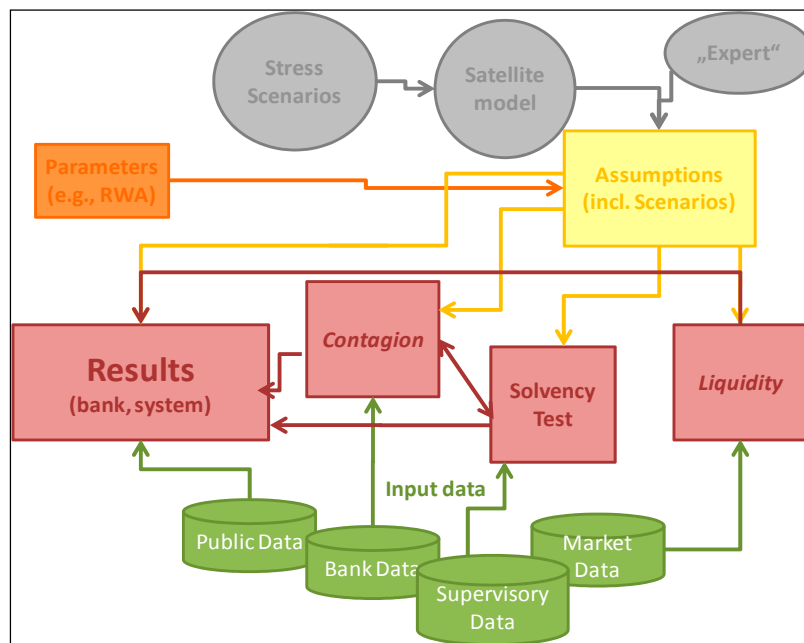 Stress
Scenarios
Satellite
model
„Expert“
Parameters
(e.g., RWA)
Assumptions
(incl. Scenarios)
Contagion
Results
(bank, system)
Solvency
Test
Liquidity
Input data
Public Data
Bank Data
Supervisory
Data
Market
Data